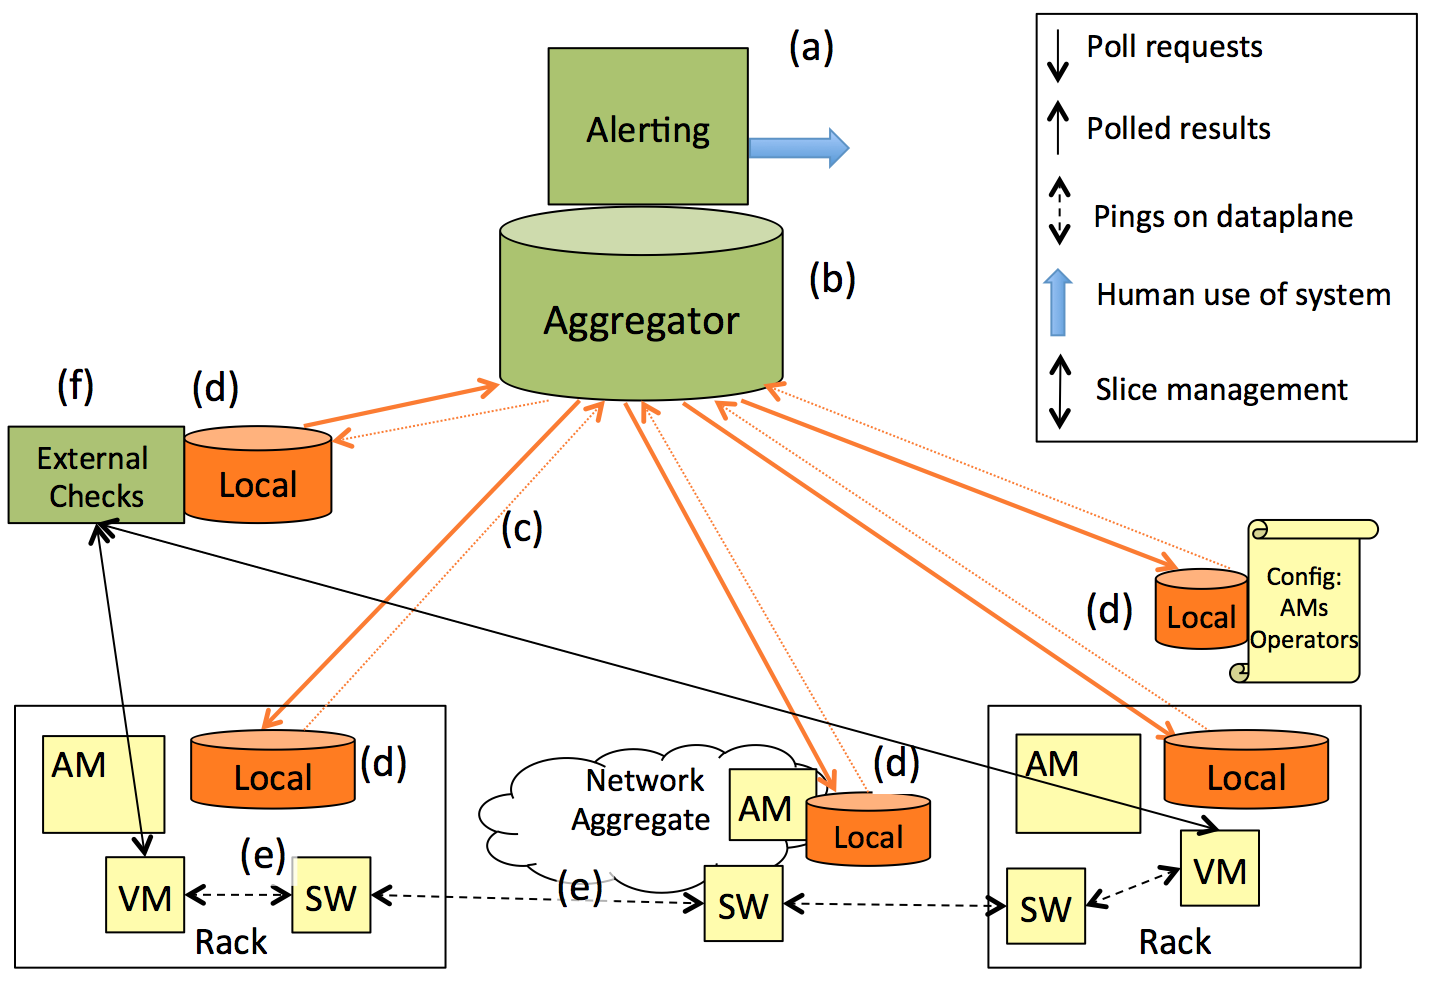 (a)
Alerting
Poll requests
Polled results
Pings on dataplane
Human use of system
Slice management
(b)
Aggregator
(f)
(d)
External
Checks
Local
(c)
(d)
Local
Config:
AMs
Operators
AM
Local
(d)
VM
(e)
SW
Rack
Network
Aggregate
AM
(d)
Local
(e)
SW
AM
Local
VM
SW
Rack